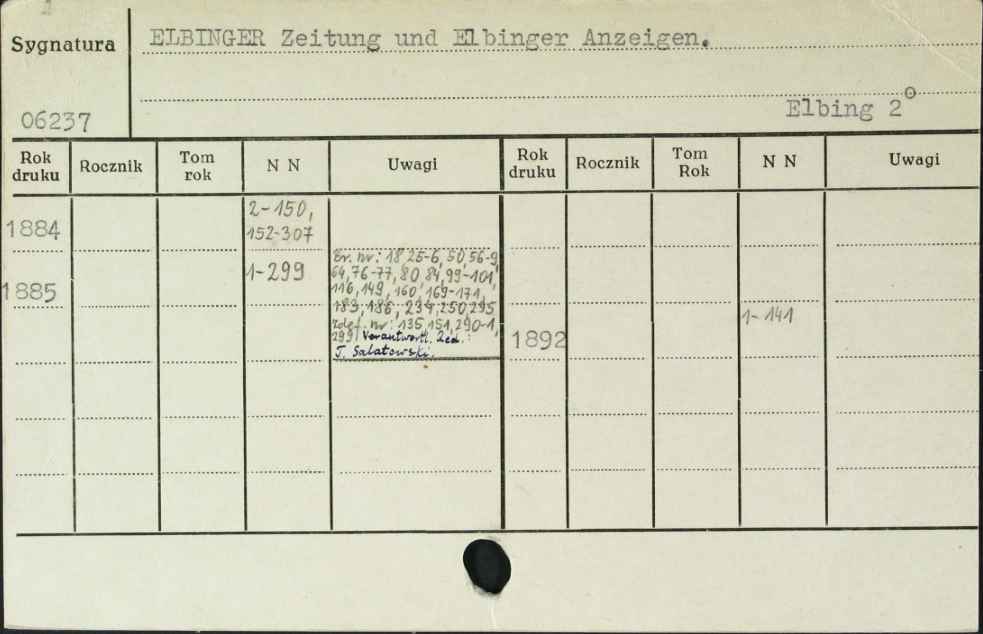 Sygnatura
ELBINGER Zeitung und Elbinger Anzeigen.
06237
Elbing 2°
Rok druku Rocznik Tom rok N N Uwagi Rok druku Rocznik Tom Rok N N Uwagi
1884 2-150,
152-307
1885 1-299
Br. nr: 18 25-6, 50, 56-9
64, 76-77, 80 84, 99-101,
116, 149, 160, 169-171,
183, 186, 234, 250, 295
zdef. nr: 135, 151, 290-1,
299 Verantwortl. Red.:
J. Salatowski.
1892 1-141